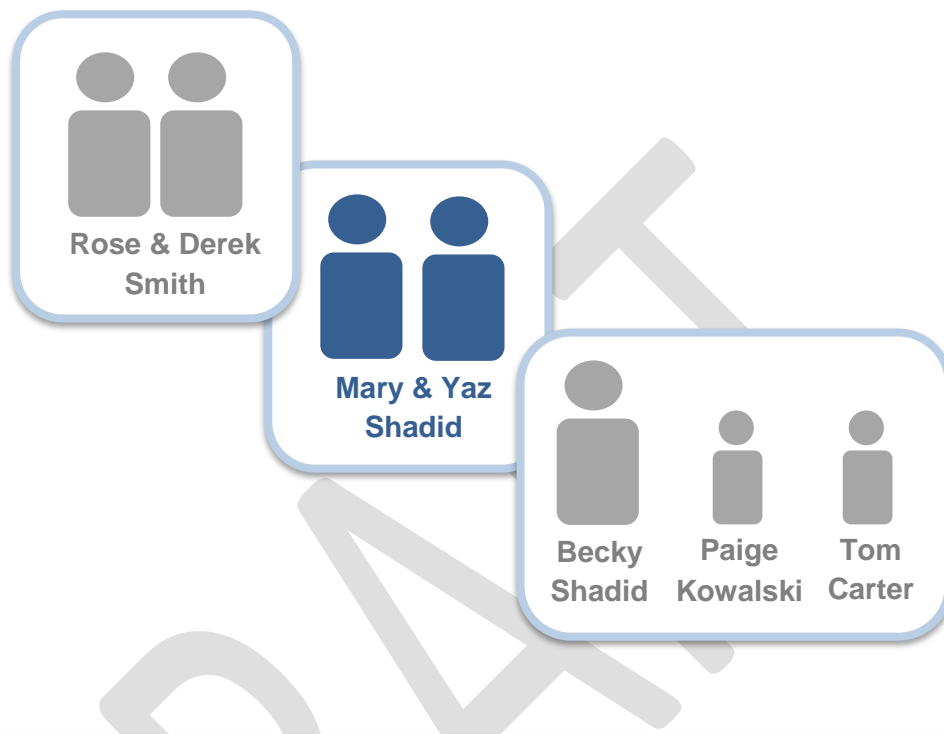 Rose & Derek
Smith
Mary & Yaz
Shadid
Becky
Shadid
Paige
Kowalski
Tom
Carter